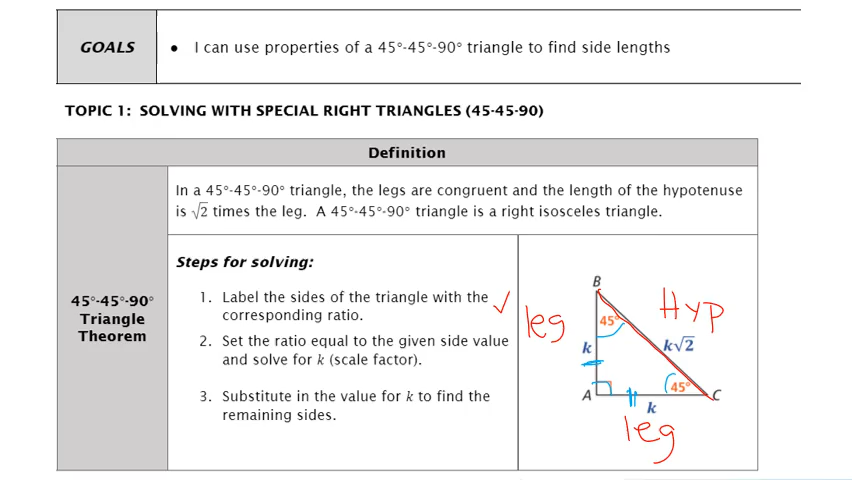 GOALS
• I can use properties of a 45°-45°-90° triangle to find side lengths
TOPIC 1: SOLVING WITH SPECIAL RIGHT TRIANGLES (45-45-90)
Definition
45°-45°-90°
Triangle
Theorem
In a 45°-45°-90° triangle, the legs are congruent and the length of the hypotenuse
is √2 times the leg. A 45°-45°-90° triangle is a right isosceles triangle.
Steps for solving:
1. Label the sides of the triangle with the
corresponding ratio.
2. Set the ratio equal to the given side value
and solve for k (scale factor).
3. Substitute in the value for k to find the
remaining sides.
B
Hyp
leg
45°
k
k√2
45°
A
C
k
leg